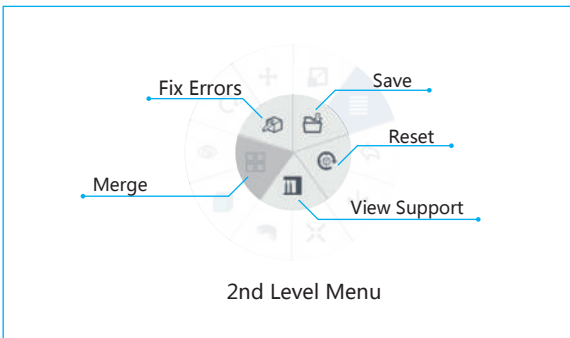 Fix Errors
Save
Reset
Merge
View Support
2nd Level Menu